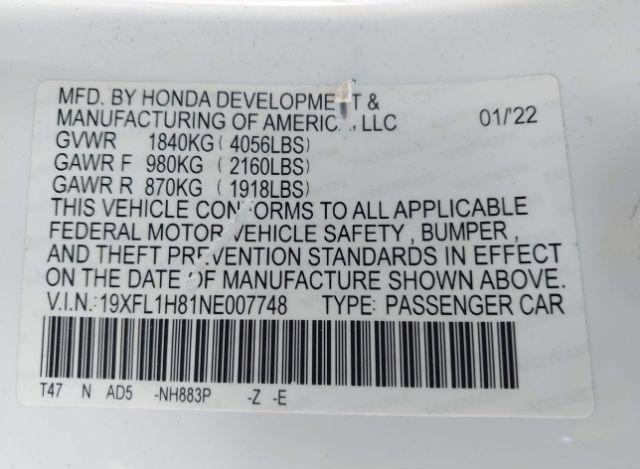 MFD. BY HONDA DEVELOPMENT &
MANUFACTURING OF AMERICA, LLC 01/'22
GVWR 1840KG ( 4056LBS)
GAWR F 980KG ( 2160LBS)
GAWR R 870KG ( 1918LBS)
THIS VEHICLE CONFORMS TO ALL APPLICABLE
FEDERAL MOTOR VEHICLE SAFETY , BUMPER ,
AND THEFT PREVENTION STANDARDS IN EFFECT
ON THE DATE OF MANUFACTURE SHOWN ABOVE.
V.I.N.: 19XFL1H81NE007748 TYPE: PASSENGER CAR
T47 N AD5 -NH883P -Z -E